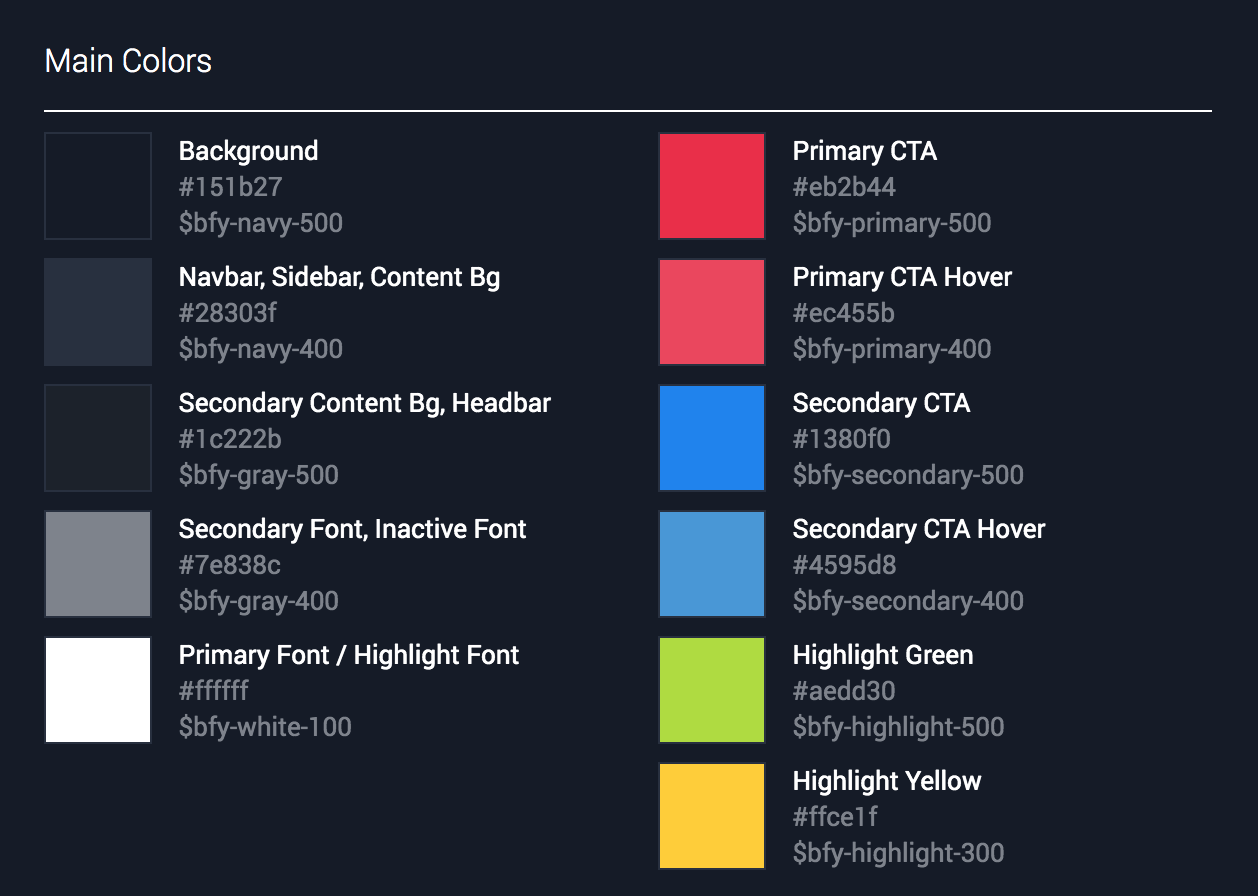 Main Colors
Background
#151b27
$bfy-navy-500
Navbar, Sidebar, Content Bg
#28303f
$bfy-navy-400
Secondary Content Bg, Headbar
#1c222b
$bfy-gray-500
Secondary Font, Inactive Font
#7e838c
$bfy-gray-400
Primary Font / Highlight Font
#ffffff
$bfy-white-100
Primary CTA
#eb2b44
$bfy-primary-500
Primary CTA Hover
#ec455b
$bfy-primary-400
Secondary CTA
#1380f0
$bfy-secondary-500
Secondary CTA Hover
#4595d8
$bfy-secondary-400
Highlight Green
#aedd30
$bfy-highlight-500
Highlight Yellow
#ffce1f
$bfy-highlight-300